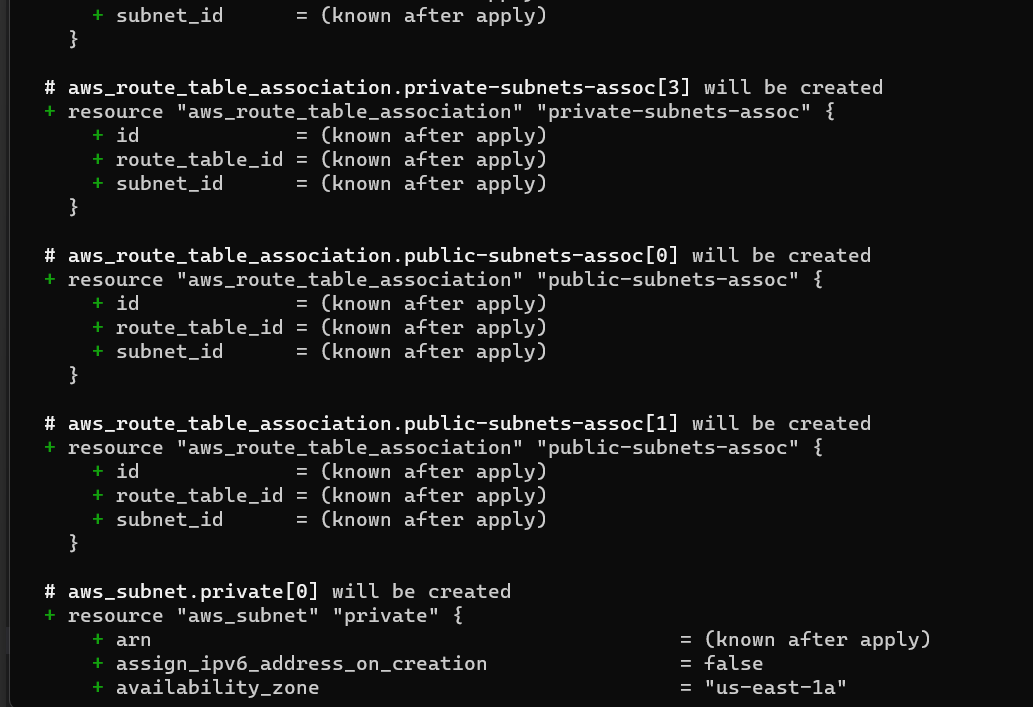 + subnet_id      = (known after apply)
}
# aws_route_table_association.private-subnets-assoc[3] will be created
+ resource "aws_route_table_association" "private-subnets-assoc" {
+ id             = (known after apply)
+ route_table_id = (known after apply)
+ subnet_id      = (known after apply)
}
# aws_route_table_association.public-subnets-assoc[0] will be created
+ resource "aws_route_table_association" "public-subnets-assoc" {
+ id             = (known after apply)
+ route_table_id = (known after apply)
+ subnet_id      = (known after apply)
}
# aws_route_table_association.public-subnets-assoc[1] will be created
+ resource "aws_route_table_association" "public-subnets-assoc" {
+ id             = (known after apply)
+ route_table_id = (known after apply)
+ subnet_id      = (known after apply)
}
# aws_subnet.private[0] will be created
+ resource "aws_subnet" "private" {
+ arn                                            = (known after apply)
+ assign_ipv6_address_on_creation                = false
+ availability_zone                              = "us-east-1a"